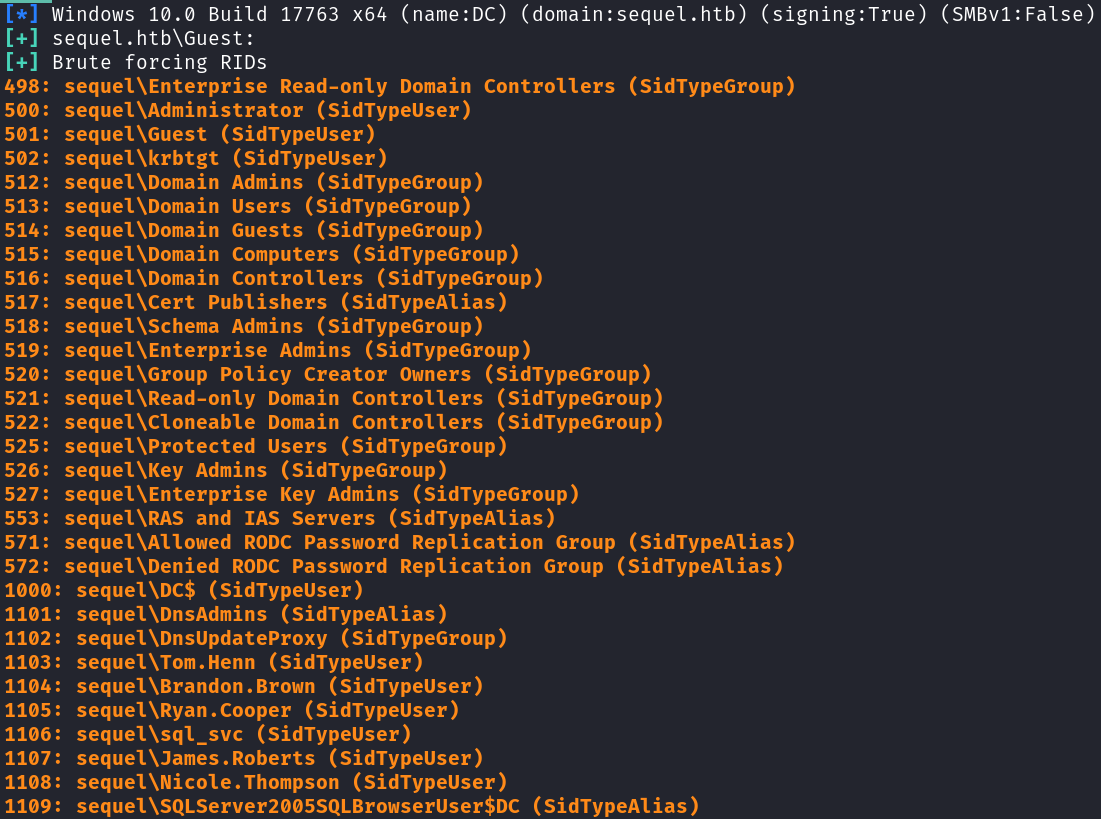 [*] Windows 10.0 Build 17763 x64 (name:DC) (domain:sequel.htb) (signing:True) (SMBv1:False)
[+] sequel.htb\Guest:
[+] Brute forcing RIDs
498: sequel\Enterprise Read-only Domain Controllers (SidTypeGroup)
500: sequel\Administrator (SidTypeUser)
501: sequel\Guest (SidTypeUser)
502: sequel\krbtgt (SidTypeUser)
512: sequel\Domain Admins (SidTypeGroup)
513: sequel\Domain Users (SidTypeGroup)
514: sequel\Domain Guests (SidTypeGroup)
515: sequel\Domain Computers (SidTypeGroup)
516: sequel\Domain Controllers (SidTypeGroup)
517: sequel\Cert Publishers (SidTypeAlias)
518: sequel\Schema Admins (SidTypeGroup)
519: sequel\Enterprise Admins (SidTypeGroup)
520: sequel\Group Policy Creator Owners (SidTypeGroup)
521: sequel\Read-only Domain Controllers (SidTypeGroup)
522: sequel\Cloneable Domain Controllers (SidTypeGroup)
525: sequel\Protected Users (SidTypeGroup)
526: sequel\Key Admins (SidTypeGroup)
527: sequel\Enterprise Key Admins (SidTypeGroup)
553: sequel\RAS and IAS Servers (SidTypeAlias)
571: sequel\Allowed RODC Password Replication Group (SidTypeAlias)
572: sequel\Denied RODC Password Replication Group (SidTypeAlias)
1000: sequel\DC$ (SidTypeUser)
1101: sequel\DnsAdmins (SidTypeAlias)
1102: sequel\DnsUpdateProxy (SidTypeGroup)
1103: sequel\Tom.Henn (SidTypeUser)
1104: sequel\Brandon.Brown (SidTypeUser)
1105: sequel\Ryan.Cooper (SidTypeUser)
1106: sequel\sql_svc (SidTypeUser)
1107: sequel\James.Roberts (SidTypeUser)
1108: sequel\Nicole.Thompson (SidTypeUser)
1109: sequel\SQLServer2005SQLBrowserUser$DC (SidTypeAlias)